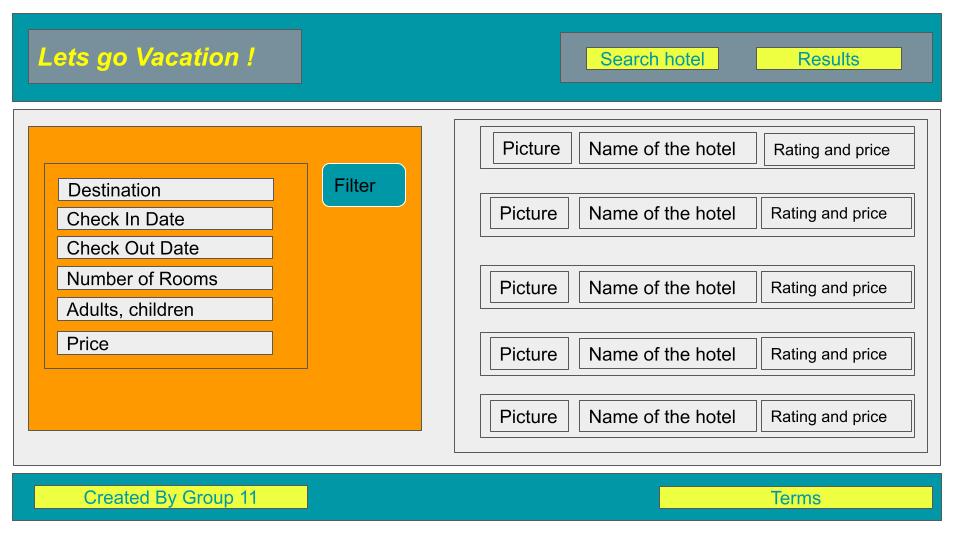 Lets go Vacation !
Search hotel
Results
Destination
Check In Date
Check Out Date
Number of Rooms
Adults, children
Price
Filter
Picture Name of the hotel Rating and price
Picture Name of the hotel Rating and price
Picture Name of the hotel Rating and price
Picture Name of the hotel Rating and price
Picture Name of the hotel Rating and price
Created By Group 11
Terms